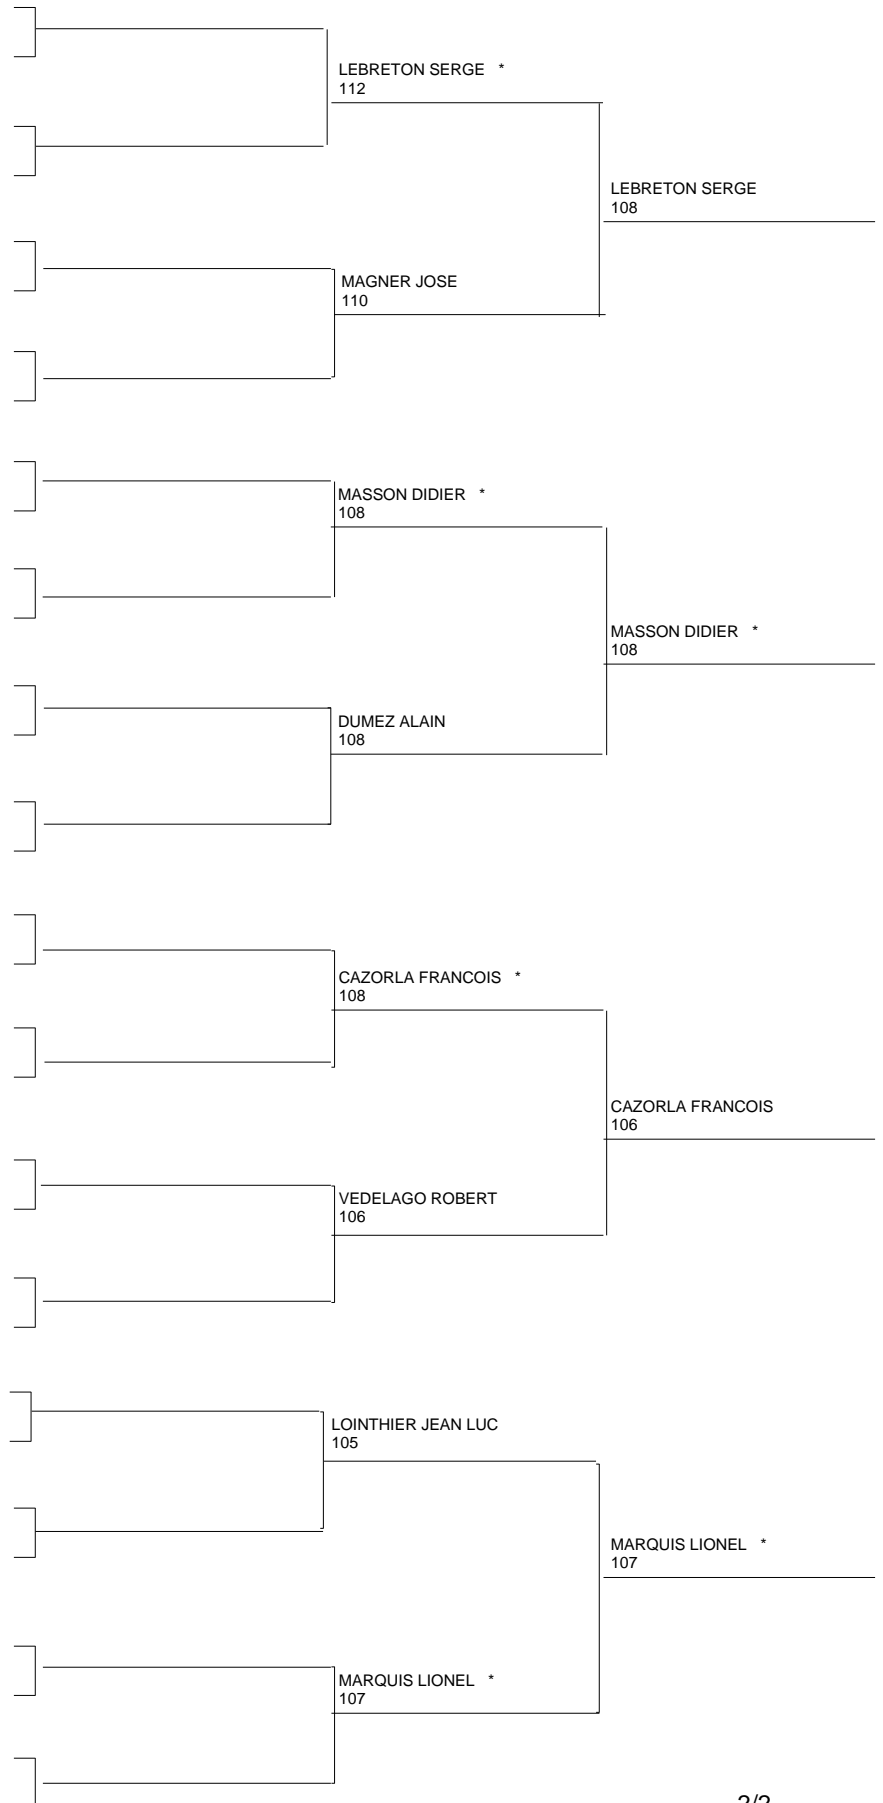 LEBRETON SERGE *
112
LEBRETON SERGE
108
MAGNER JOSE
110
MASSON DIDIER *
108
MASSON DIDIER *
108
DUMEZ ALAIN
108
CAZORLA FRANCOIS *
108
CAZORLA FRANCOIS
106
VEDELAGO ROBERT
106
LOINTHIER JEAN LUC
105
MARQUIS LIONEL *
107
MARQUIS LIONEL *
107